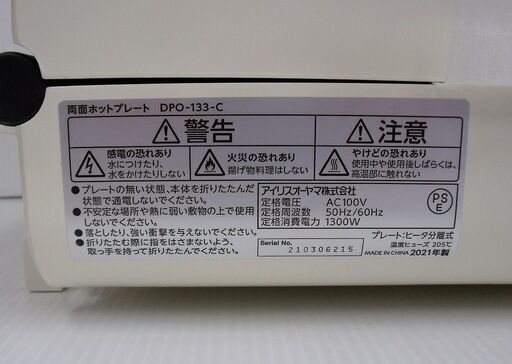 両面ホットプレート DPO-133-C
警告
注意
感電の恐れあり
水につけたり、
水をかけたりしない
火災の恐れあり
揚げ物料理はしない
やけどの恐れあり
使用中や使用後しばらくは、
高温部に触れない
●プレートの無い状態、本体を折りたたんだ
状態で通電しないでください。
●不安定な場所や熱に弱い敷物の上で使用
しないでください。
●落としたり、強い衝撃を与えないでください。
●折りたたむ際に指をはさまないよう、
取っ手を持って折りたたんでください。
アイリスオーヤマ株式会社
定格電圧 AC100V
定格周波数 50Hz/60Hz
定格消費電力 1300W
PS
E
Serial No. 210306215
プレート:ヒータ分離式
温度ヒューズ 205℃
MADE IN CHINA 2021年製